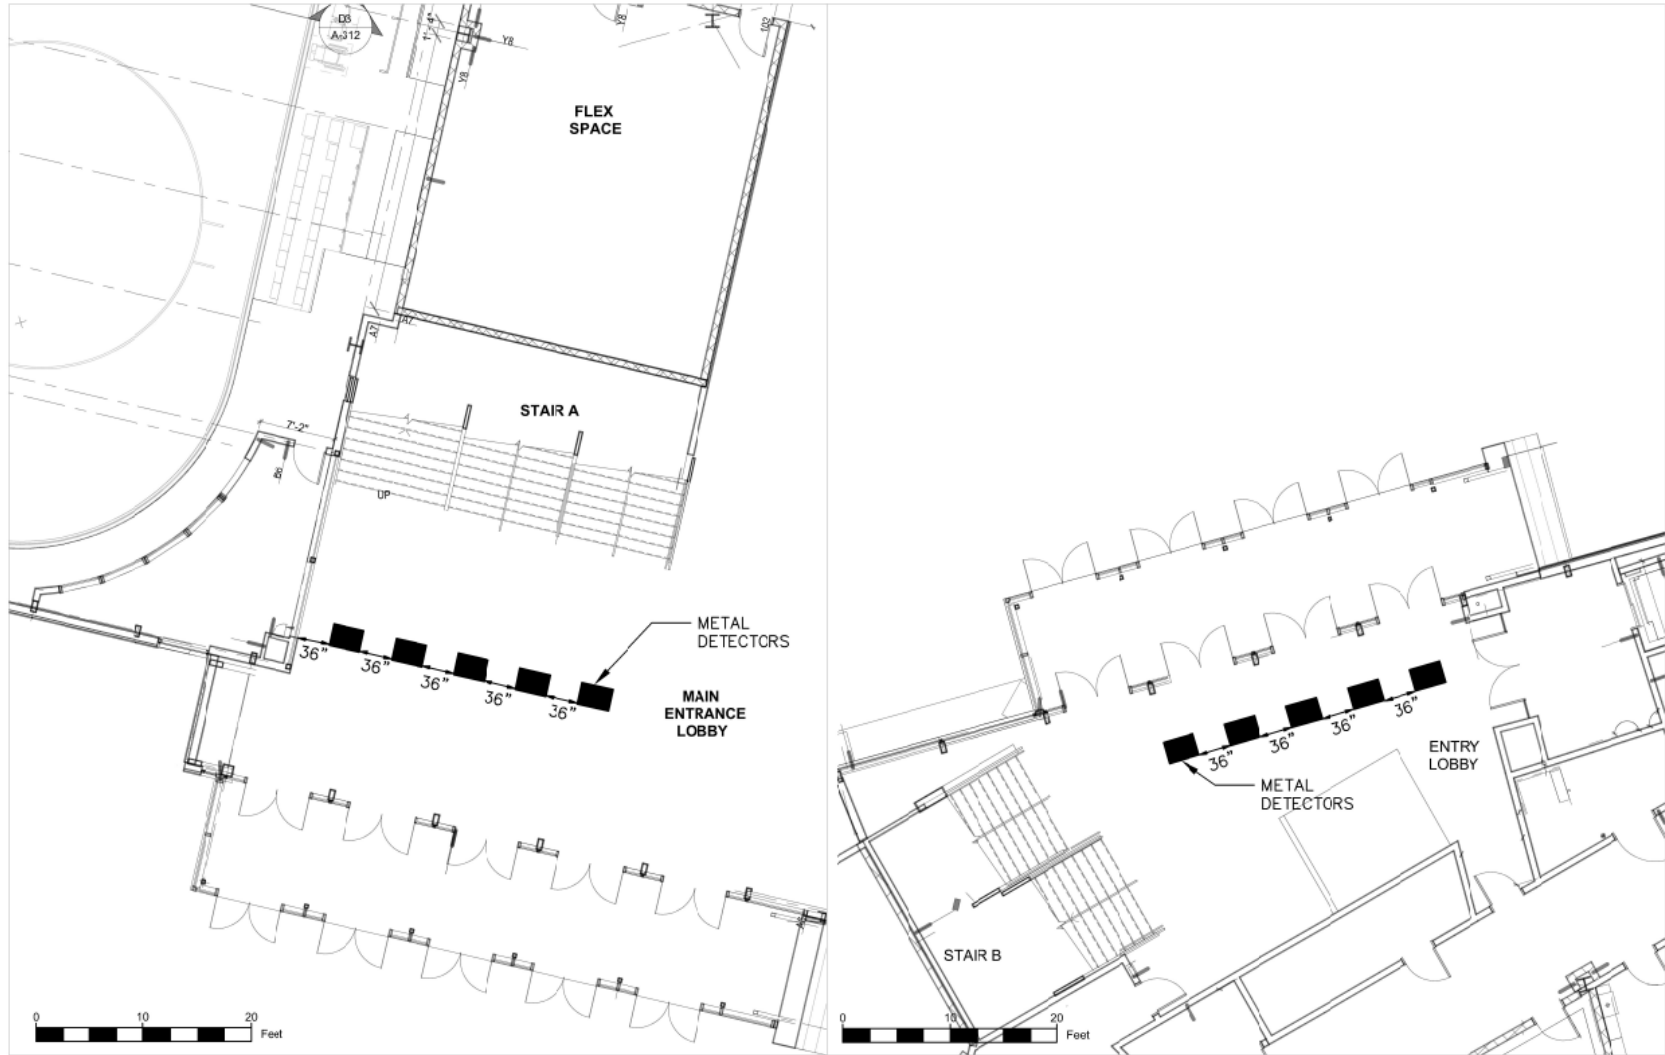 D3
A-312
1'-4"
Y8
Y8
Y8
102
FLEX
SPACE
A7
A7
STAIR A
7'-2"
B6
UP
METAL
DETECTORS
36"
36"
36"
36"
36"
MAIN
ENTRANCE
LOBBY
0 10 20
Feet
36"
36"
36"
36"
ENTRY
LOBBY
METAL
DETECTORS
STAIR B
0 10 20
Feet